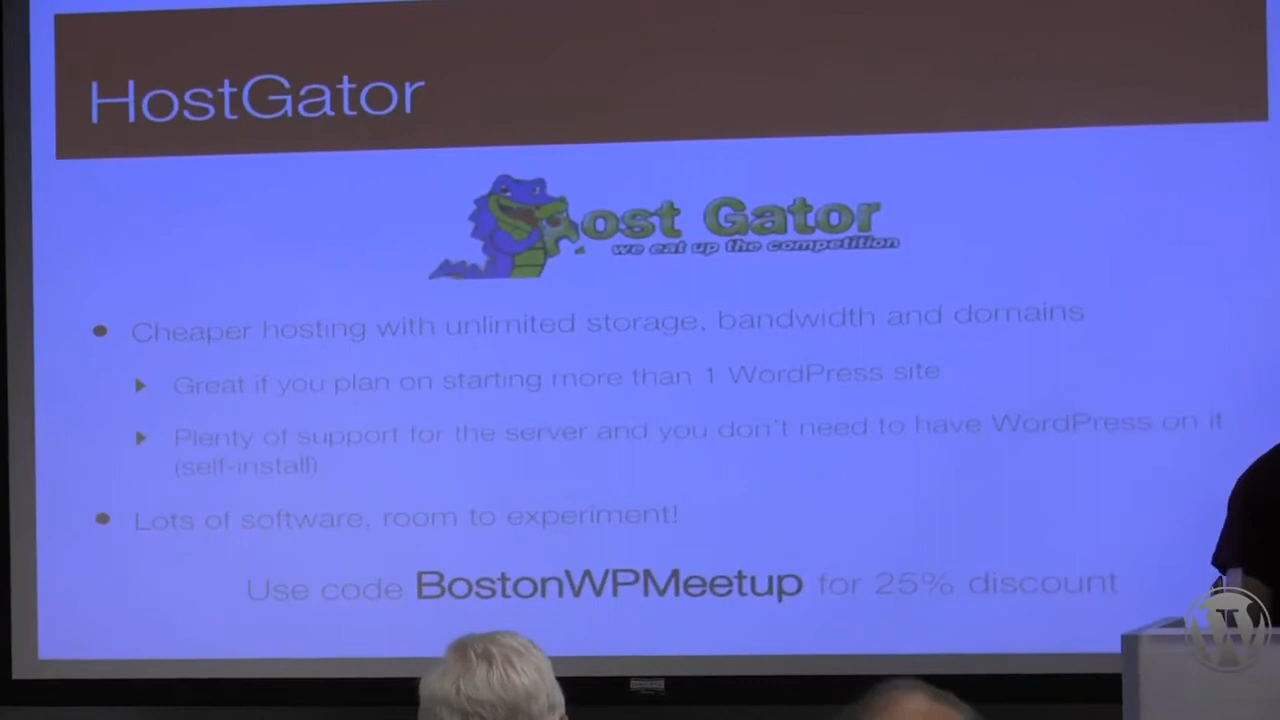 HostGator
Host Gator
we eat up the competition
Cheaper hosting with unlimited storage, bandwidth and domains
Great if you plan on starting more than 1 WordPress site
Plenty of support for the server and you don't need to have WordPress on it
(self-install)
Lots of software, room to experiment!
Use code BostonWPMeetup for 25% discount